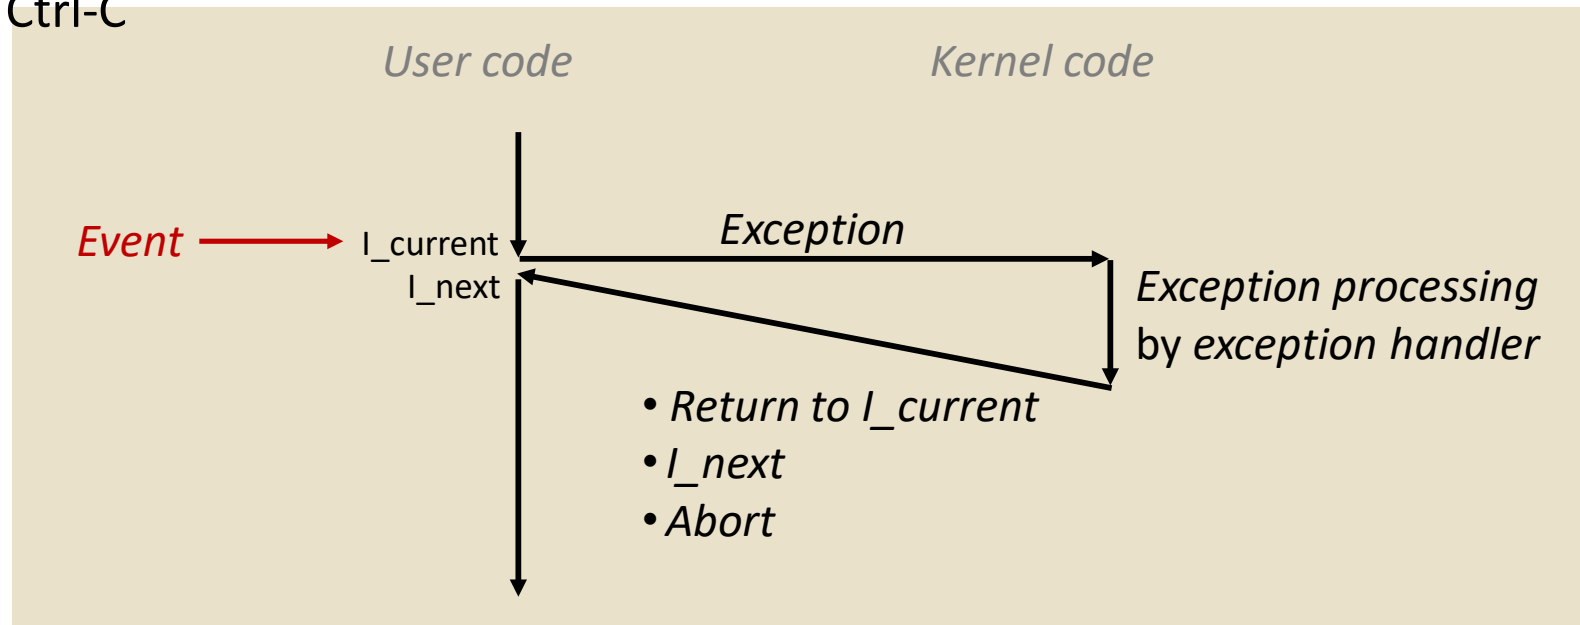 Ctrl-C
User code
Kernel code
Event
I_current
Exception
I_next
Exception processing
by exception handler
• Return to I_current
• I_next
• Abort